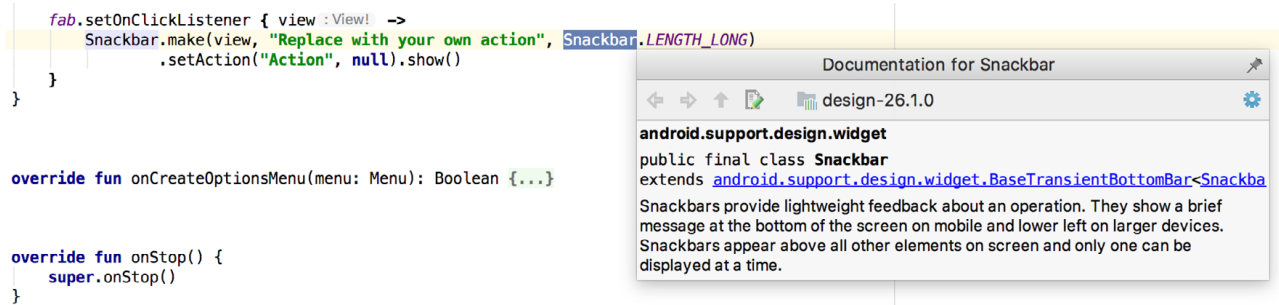 fab.setOnClickListener { view : View! ->
Snackbar.make(view, "Replace with your own action", Snackbar.LENGTH_LONG)
.setAction("Action", null).show()
}
}
override fun onCreateOptionsMenu(menu: Menu): Boolean {...}
override fun onStop() {
super.onStop()
}
Documentation for Snackbar
design-26.1.0
android.support.design.widget
public final class Snackbar
extends android.support.design.widget.BaseTransientBottomBar<Snackba
Snackbars provide lightweight feedback about an operation. They show a brief
message at the bottom of the screen on mobile and lower left on larger devices.
Snackbars appear above all other elements on screen and only one can be
displayed at a time.